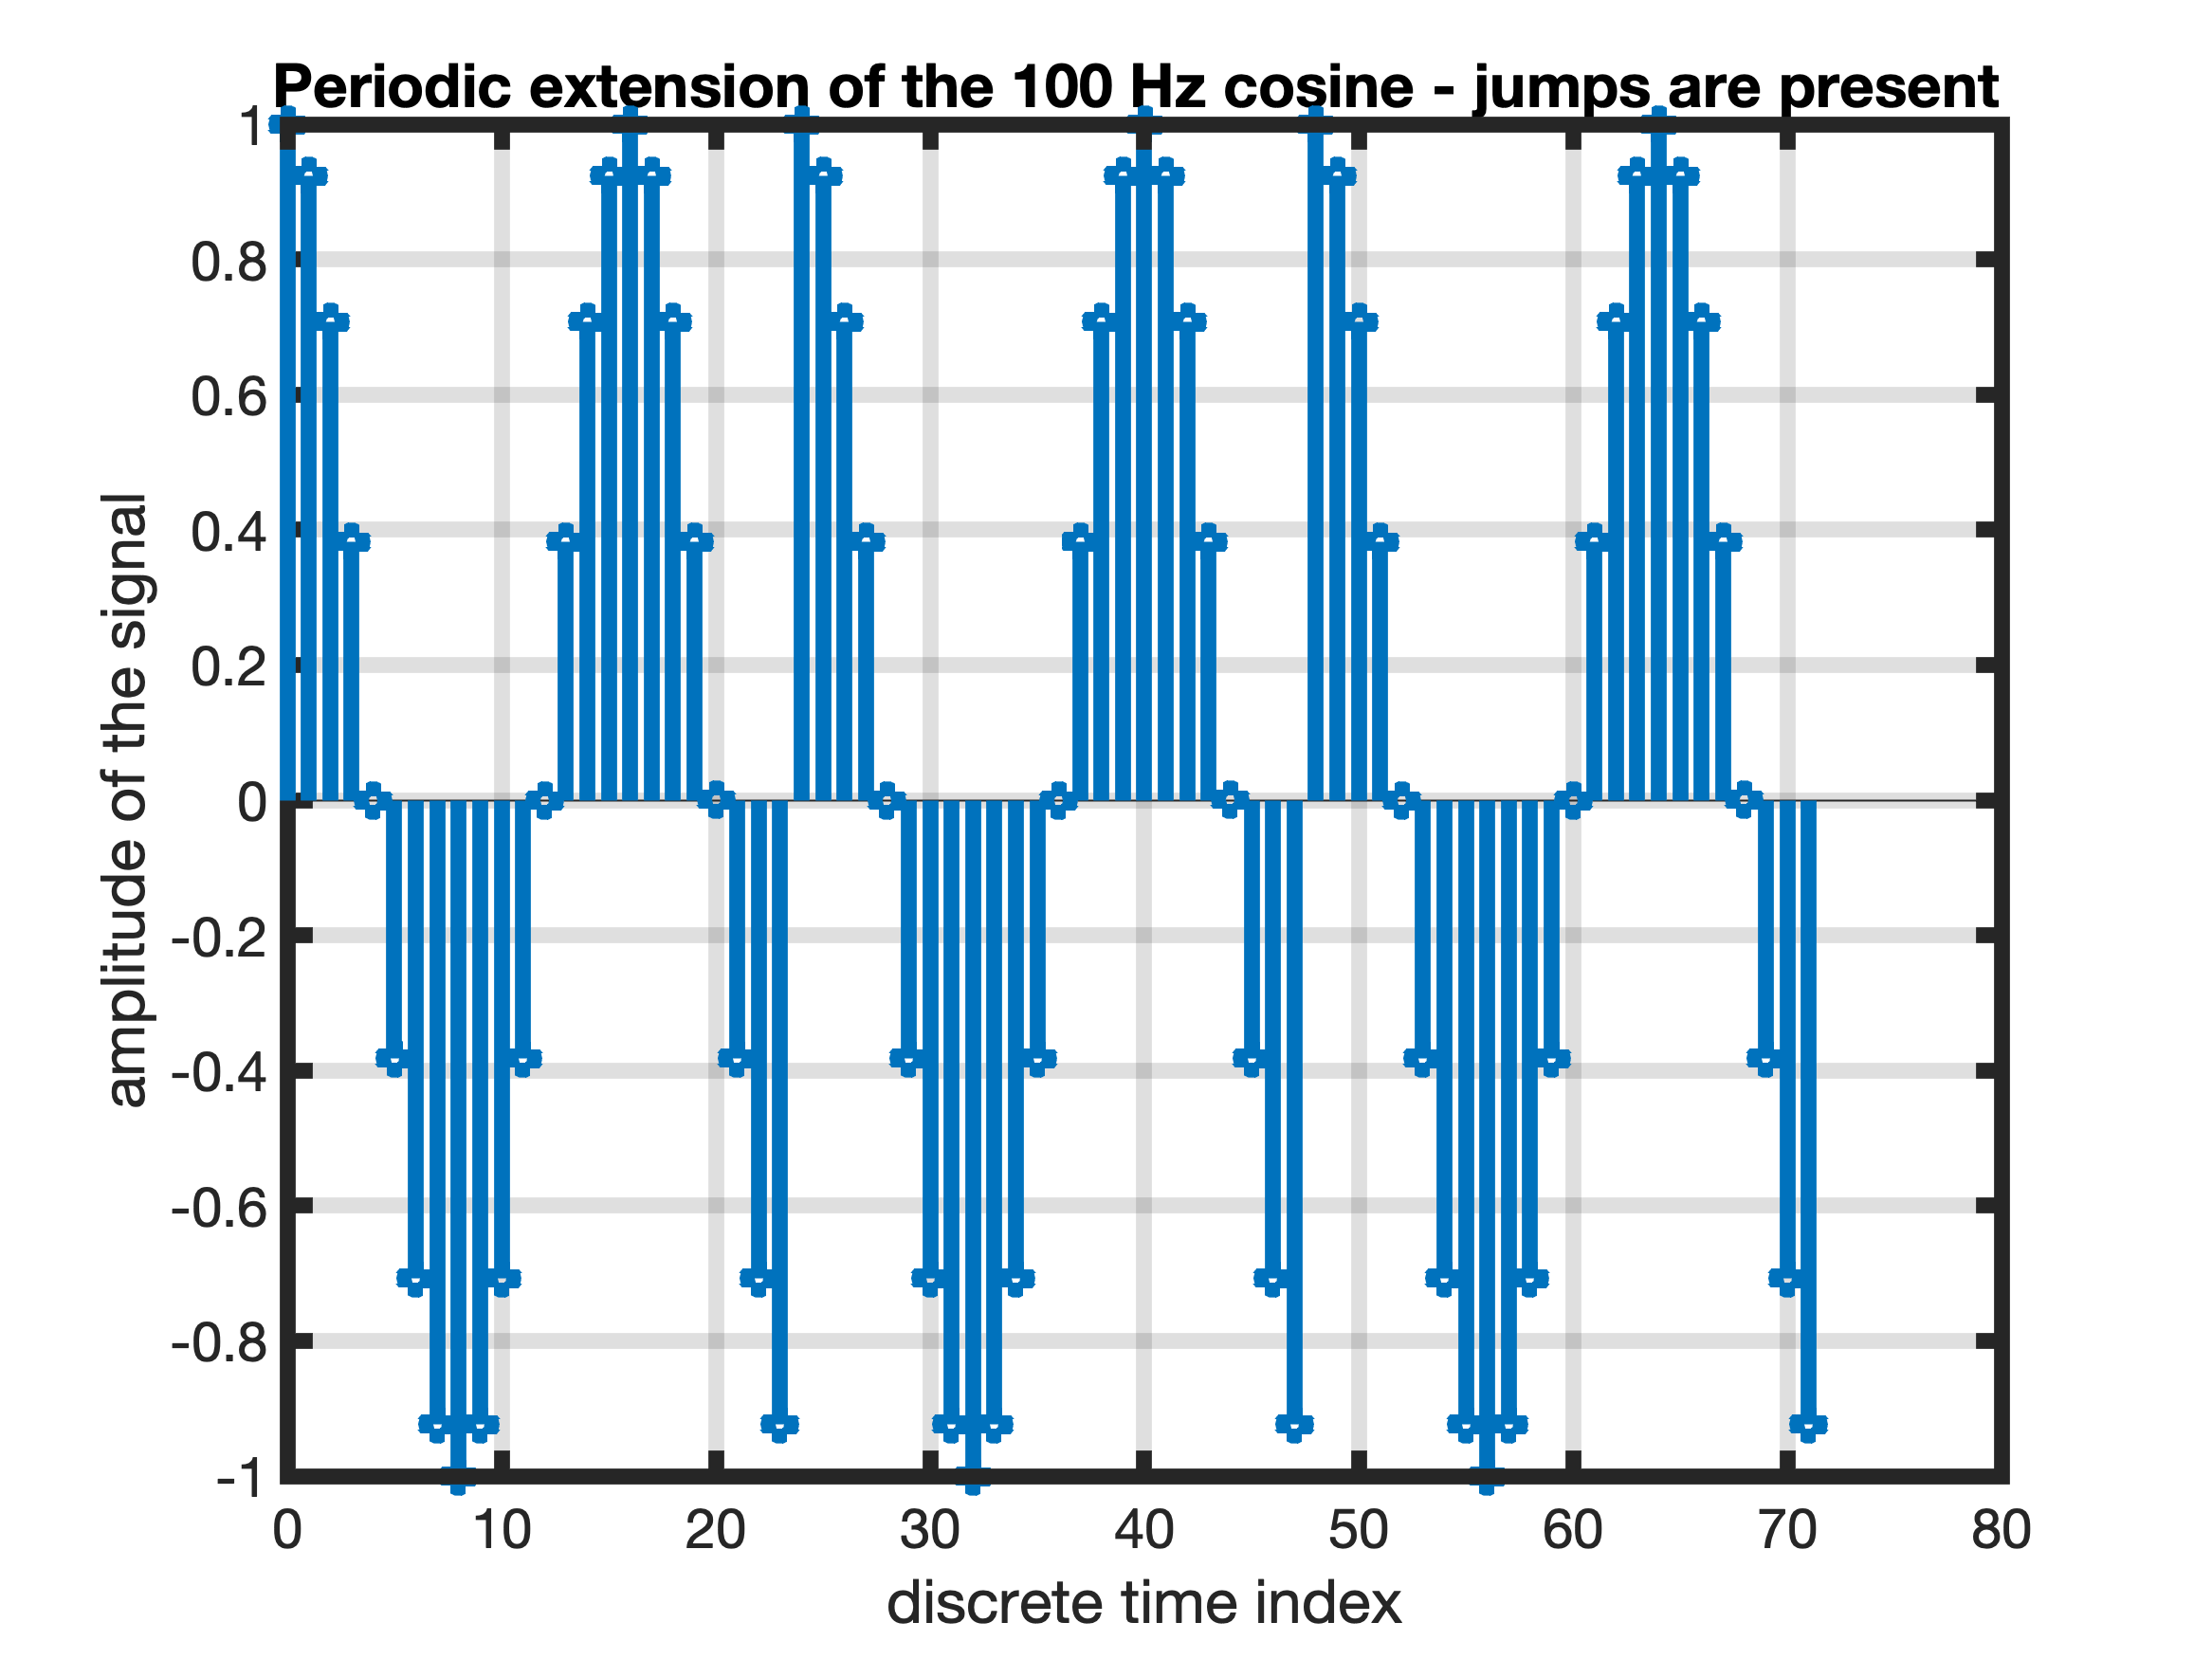 Periodic extension of the 100 Hz cosine - jumps are present
1
0.8
0.6
0.4
0.2
0
-0.2
-0.4
-0.6
-0.8
-1
amplitude of the signal
0 10 20 30 40 50 60 70 80
discrete time index